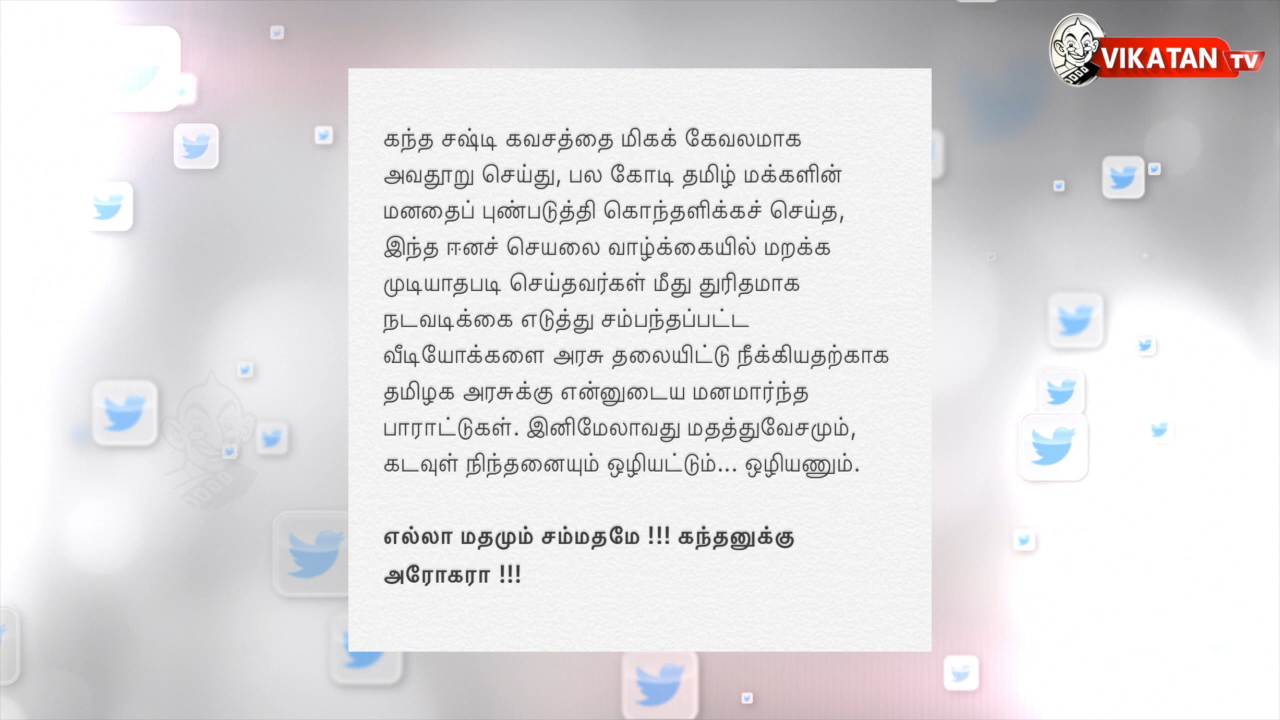 VIKATAN TV
கந்த சஷ்டி கவசத்தை மிகக் கேவலமாக
அவதூறு செய்து, பல கோடி தமிழ் மக்களின்
மனதைப் புண்படுத்தி கொந்தளிக்கச் செய்த,
இந்த ஈனச் செயலை வாழ்க்கையில் மறக்க
முடியாதபடி செய்தவர்கள் மீது துரிதமாக
நடவடிக்கை எடுத்து சம்பந்தப்பட்ட
வீடியோக்களை அரசு தலையிட்டு நீக்கியதற்காக
தமிழக அரசுக்கு என்னுடைய மனமார்ந்த
பாராட்டுகள். இனிமேலாவது மதத்துவேசமும்,
கடவுள் நிந்தனையும் ஒழியட்டும்... ஒழியணும்.
எல்லா மதமும் சம்மதமே !!! கந்தனுக்கு
அரோகரா !!!